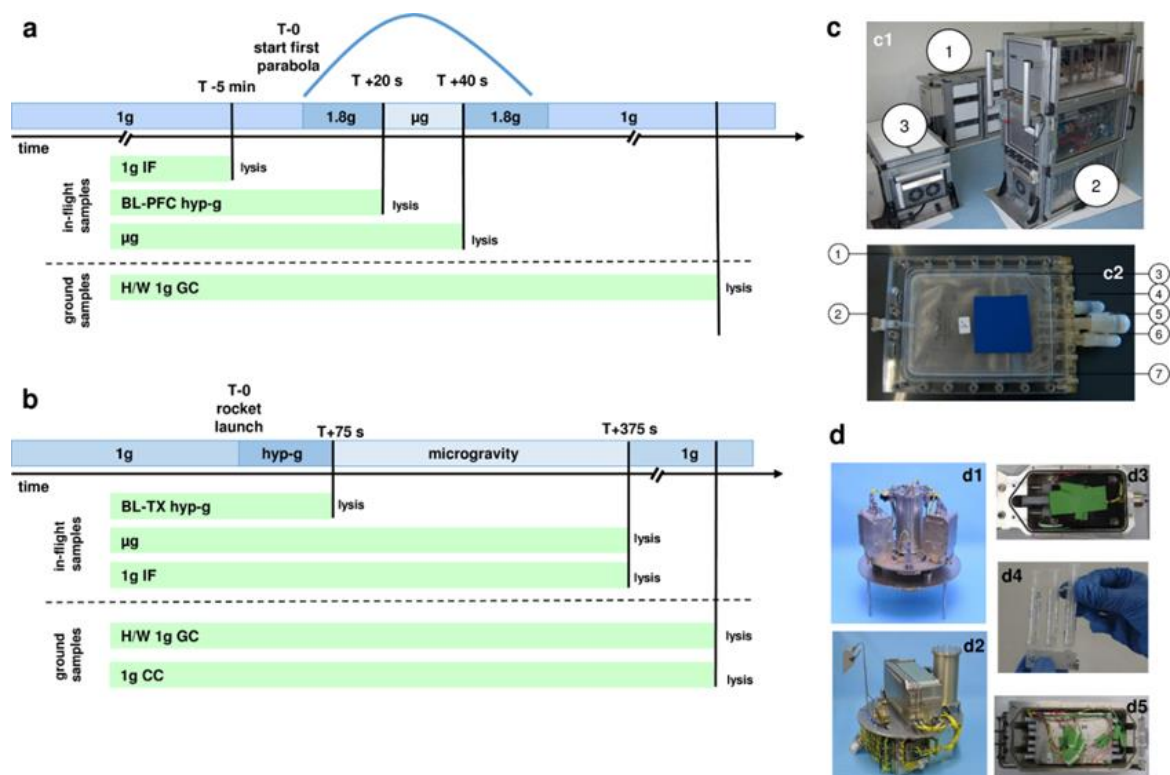 a
T-0
start first
parabola
T -5 min
T +20 s
T +40 s
1g
1.8g
µg
1.8g
1g
time
in-flight
samples
1g IF
lysis
BL-PFC hyp-g
lysis
µg
lysis
ground
samples
H/W 1g GC
lysis
b
T-0
rocket
launch
T+75 s
T+375 s
1g
hyp-g
microgravity
1g
time
in-flight
samples
BL-TX hyp-g
lysis
µg
lysis
1g IF
lysis
ground
samples
H/W 1g GC
lysis
1g CC
lysis
c
c1
1
3
2
c2
1
2
3
4
5
6
7
d
d1
d2
d3
d4
d5